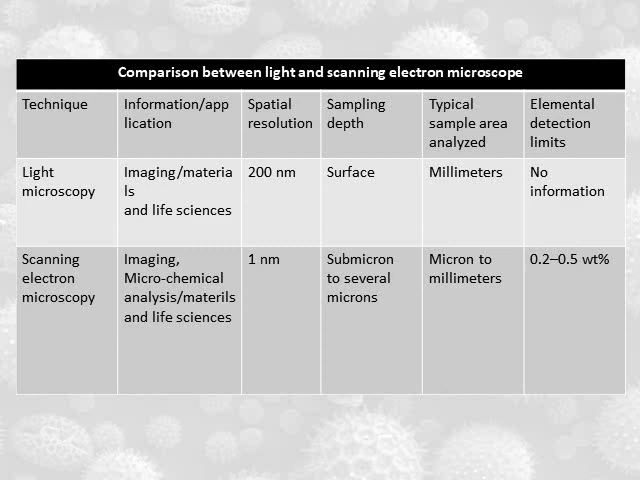 Comparison between light and scanning electron microscope
Technique
Information/app
lication
Spatial
resolution
Sampling
depth
Typical
sample area
analyzed
Elemental
detection
limits
Light
microscopy
Imaging/materia
ls
and life sciences
200 nm
Surface
Millimeters
No
information
Scanning
electron
microscopy
Imaging,
Micro-chemical
analysis/materils
and life sciences
1 nm
Submicron
to several
microns
Micron to
millimeters
0.2–0.5 wt%